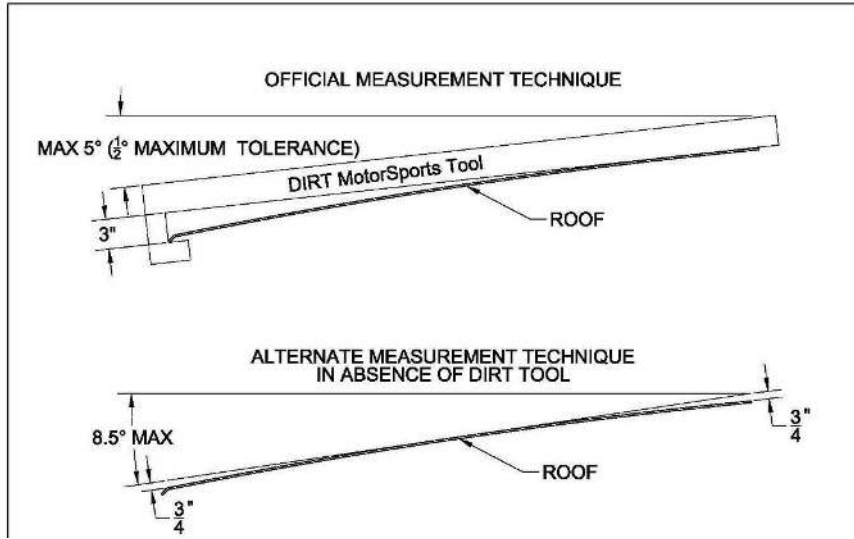 OFFICIAL MEASUREMENT TECHNIQUE
MAX 5° (½° MAXIMUM TOLERANCE)
DIRT MotorSports Tool
3"
ROOF
ALTERNATE MEASUREMENT TECHNIQUE
IN ABSENCE OF DIRT TOOL
8.5° MAX
3/4"
ROOF
3/4"